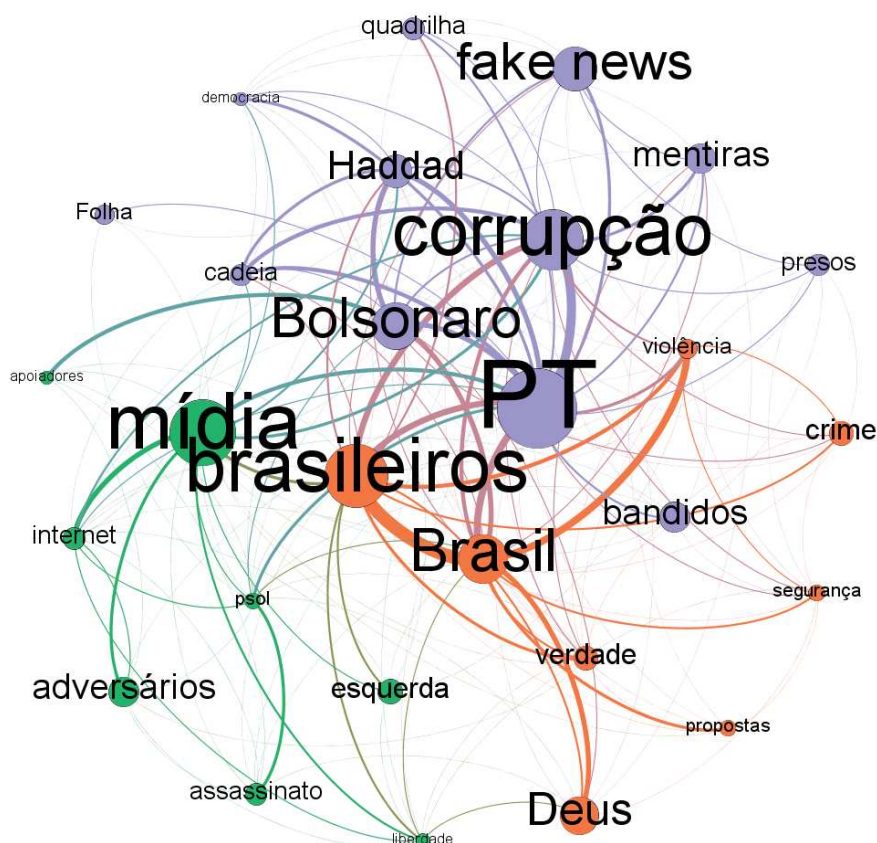 quadrilha
fake news
democracia
Haddad
mentiras
Folha
corrupção
cadeia
presos
Bolsonaro
violência
apoiadores
PT
mídia
crime
brasileiros
bandidos
internet
Brasil
psol
segurança
verdade
adversários
esquerda
propostas
assassinato
Deus
liberdade